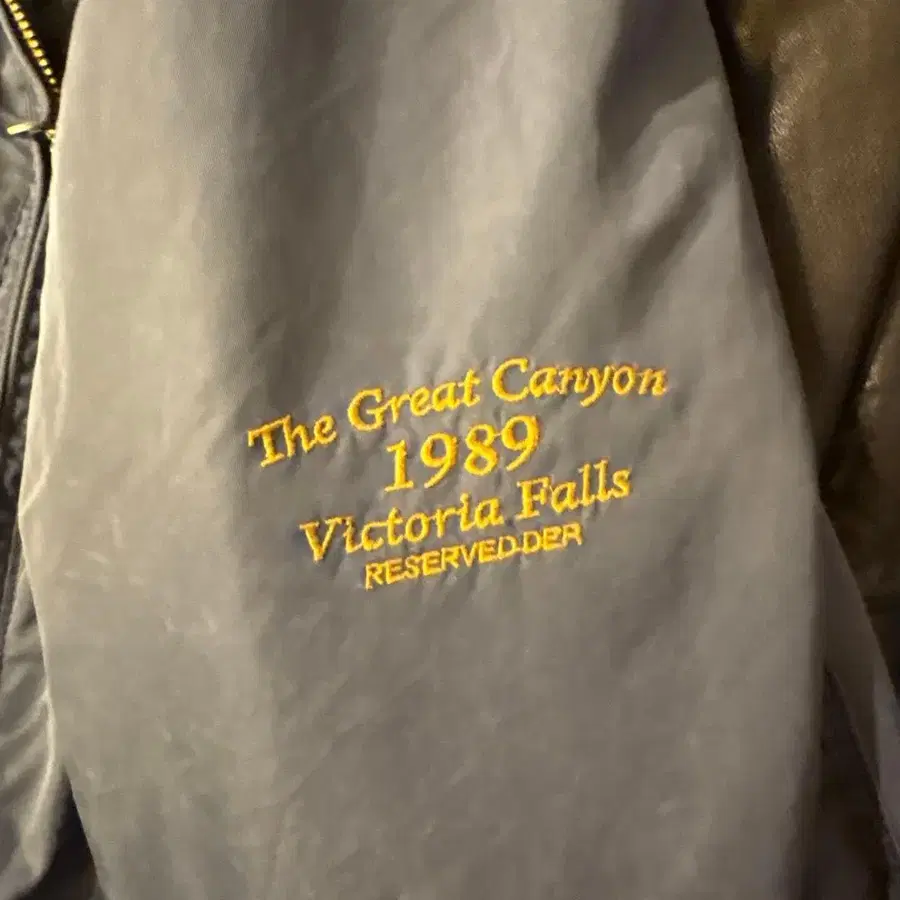 The Great Canyon
1989
Victoria Falls
RESERVED-DER